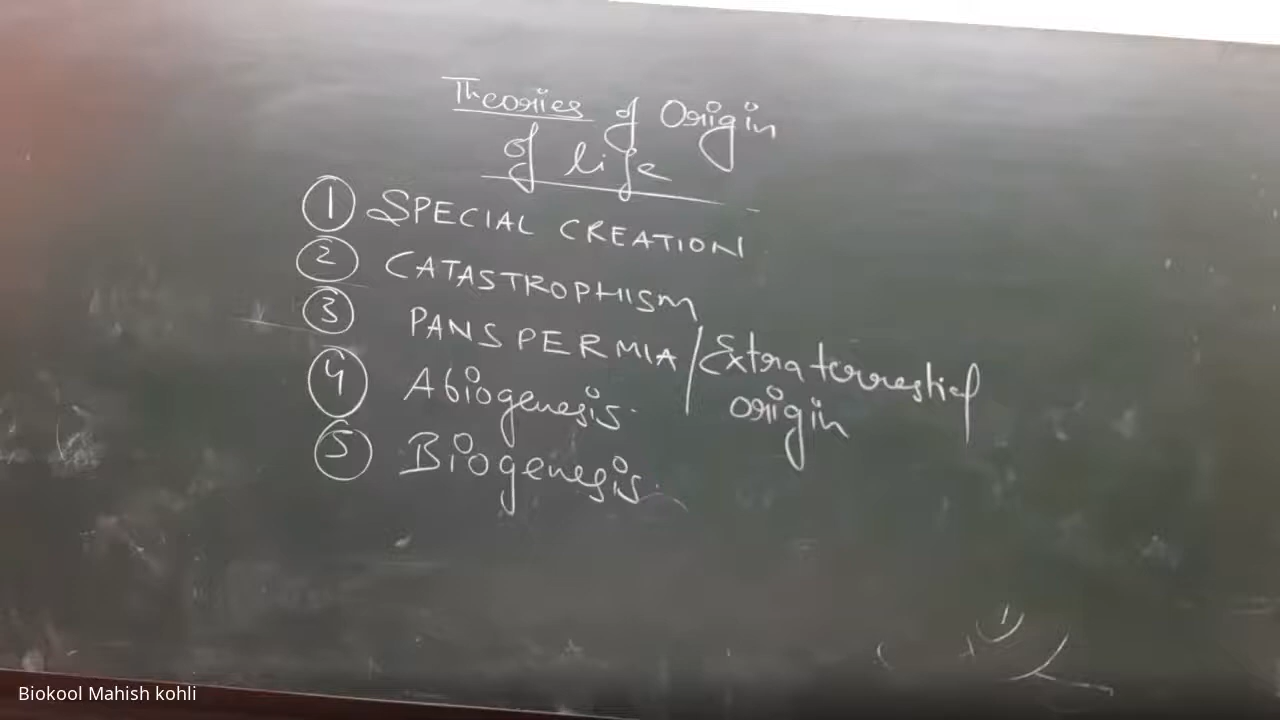 Theories of Origin
of life
① SPECIAL CREATION
② CATASTROPHISM
③ PANSPERMIA / Extraterrestial
origin
④ Abiogenesis.
⑤ Biogenesis.
Biokool Mahish kohli